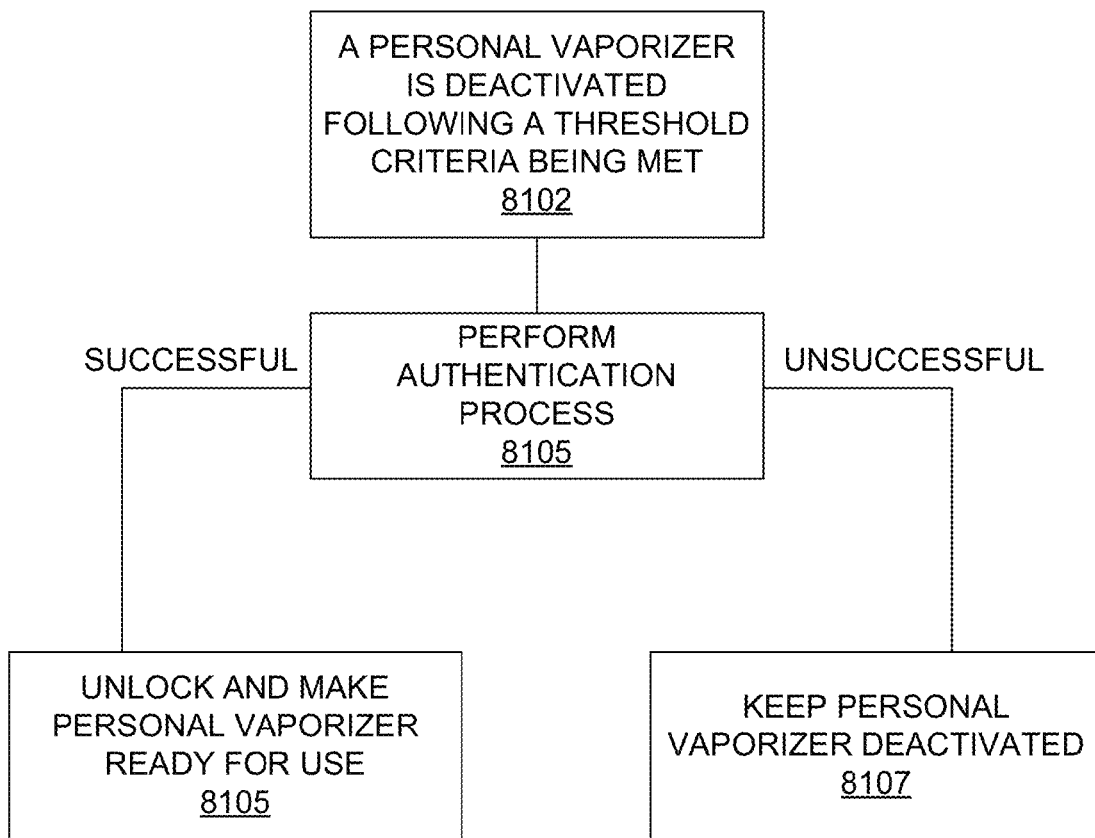 A PERSONAL VAPORIZER
IS DEACTIVATED
FOLLOWING A THRESHOLD
CRITERIA BEING MET
8102
SUCCESSFUL
PERFORM
AUTHENTICATION
PROCESS
8105
UNSUCCESSFUL
UNLOCK AND MAKE
PERSONAL VAPORIZER
READY FOR USE
8105
KEEP PERSONAL
VAPORIZER DEACTIVATED
8107